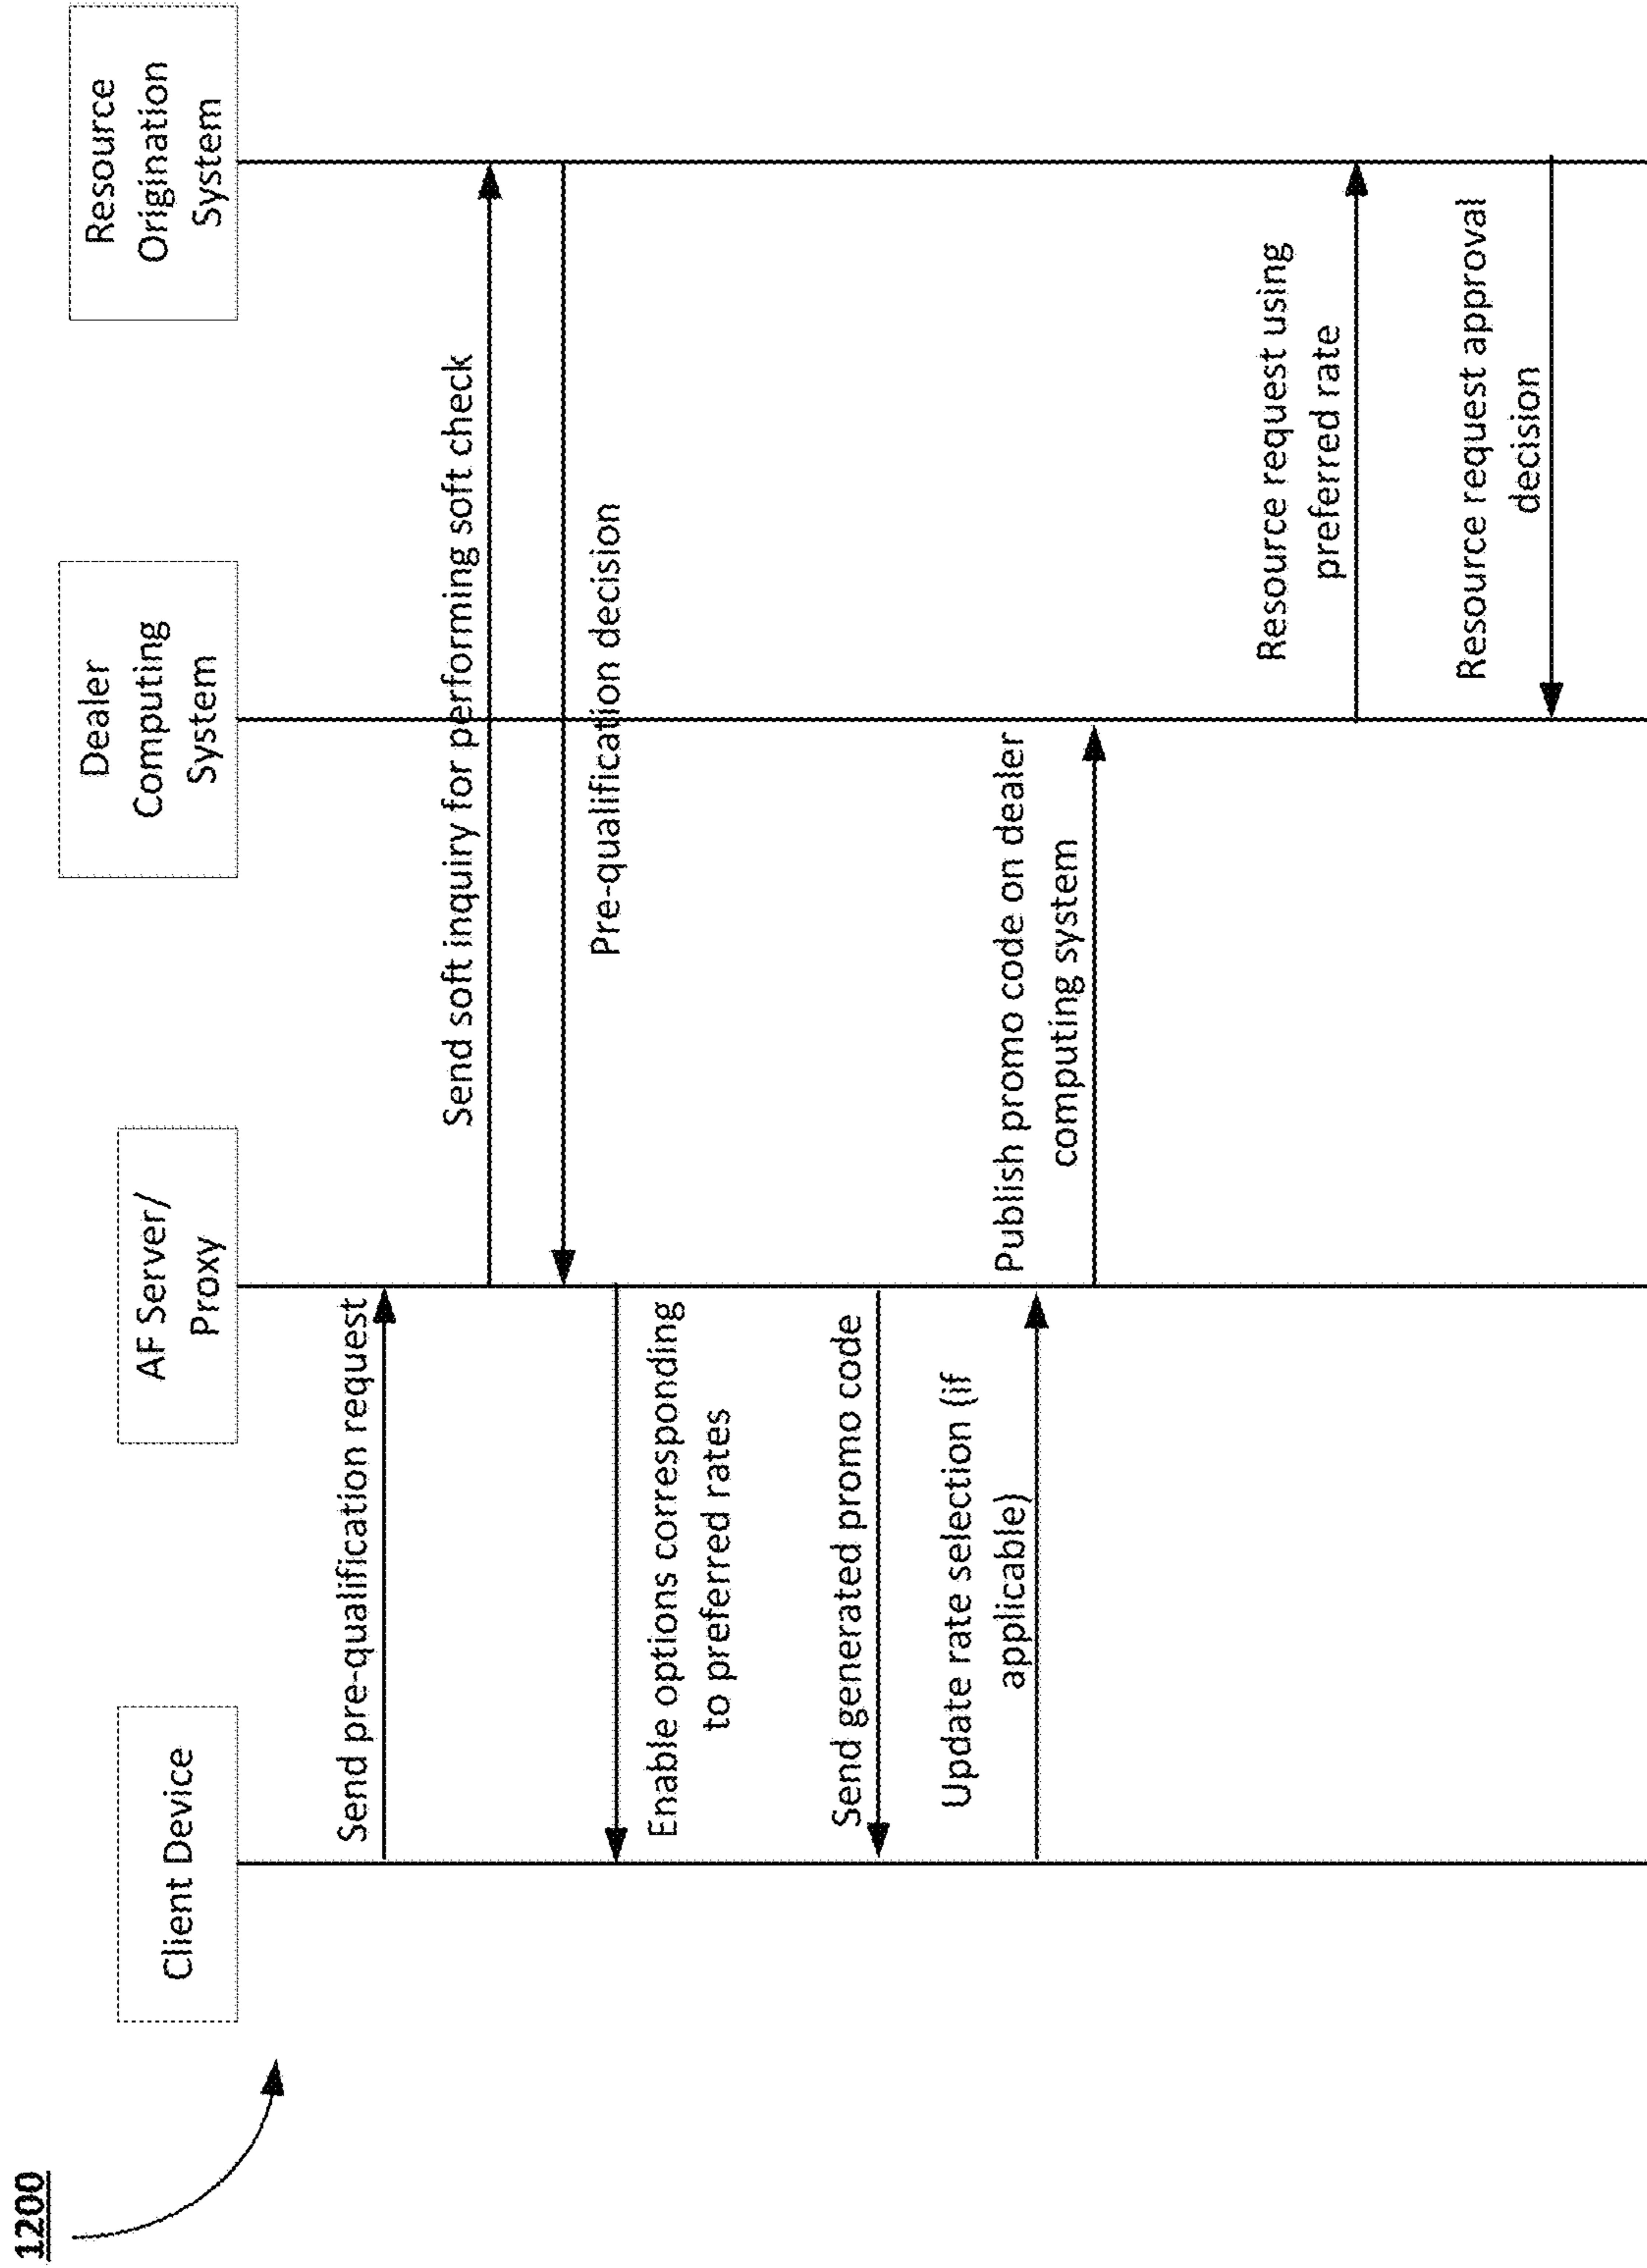 1200
Client Device
AF Server/
Proxy
Dealer
Computing
System
Resource
Origination
System
Send pre-qualification request
Send soft inquiry for performing soft check
Pre-qualification decision
Enable options corresponding
to preferred rates
Send generated promo code
Update rate selection (if
applicable)
Publish promo code on dealer
computing system
Resource request using
preferred rate
Resource request approval
decision